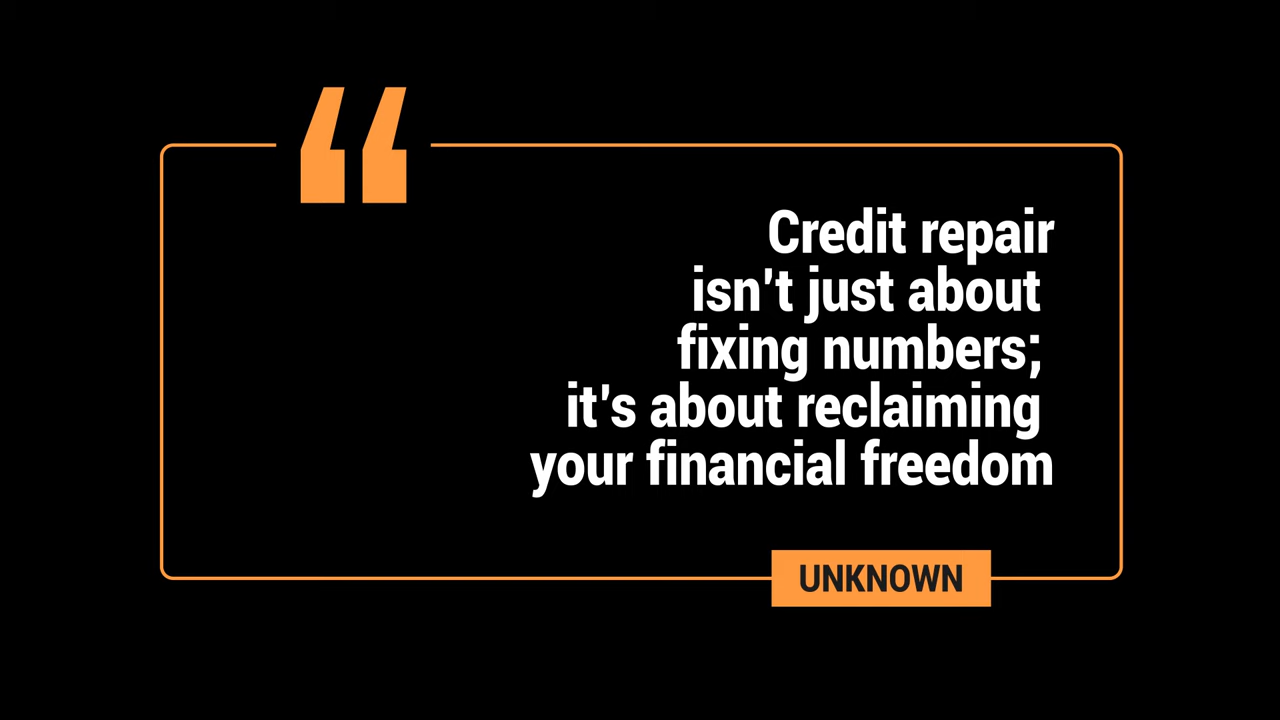 “
Credit repair
isn't just about
fixing numbers;
it's about reclaiming
your financial freedom
UNKNOWN